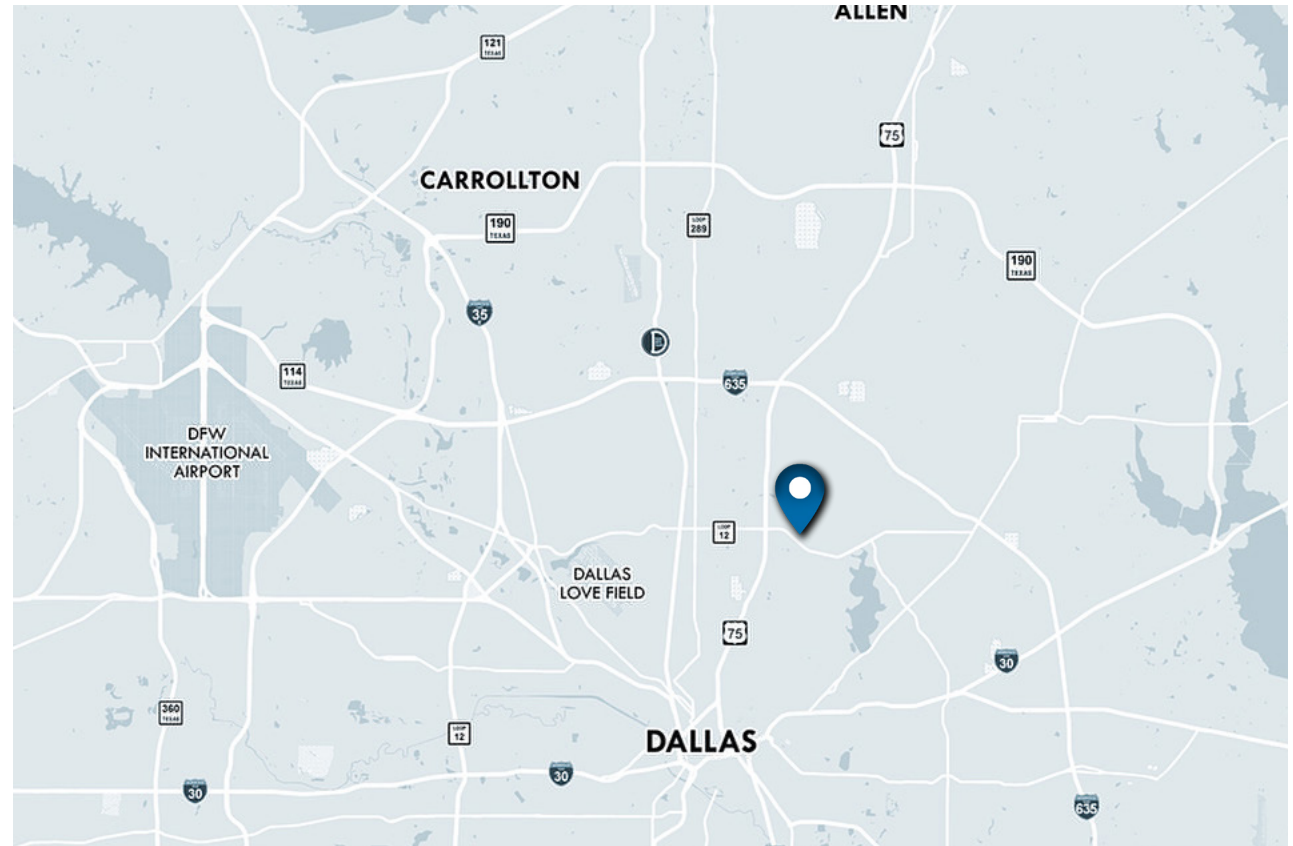 ALLEN
121
TEXAS
75
CARROLLTON
190
TEXAS
LOOP
289
190
TEXAS
35
D
114
TEXAS
635
DFW
INTERNATIONAL
AIRPORT
LOOP
12
DALLAS
LOVE FIELD
75
30
360
TEXAS
LOOP
12
DALLAS
30
30
635